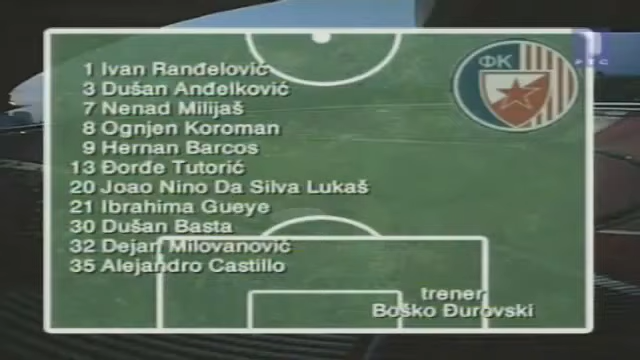 ФК
РТС
1 Ivan Ranđelović
3 Dušan Anđelković
7 Nenad Milijaš
8 Ognjen Koroman
9 Hernan Barcos
13 Đorđe Tutorić
20 Joao Nino Da Silva Lukaš
21 Ibrahima Gueye
30 Dušan Basta
32 Dejan Milovanović
35 Alejandro Castillo
trener
Boško Đurovski